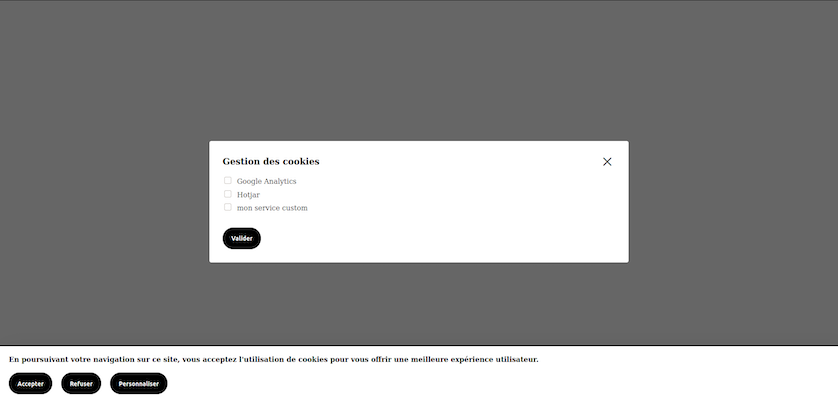 Gestion des cookies
Google Analytics
Hotjar
mon service custom
Valider
En poursuivant votre navigation sur ce site, vous acceptez l'utilisation de cookies pour vous offrir une meilleure expérience utilisateur.
Accepter Refuser Personnaliser